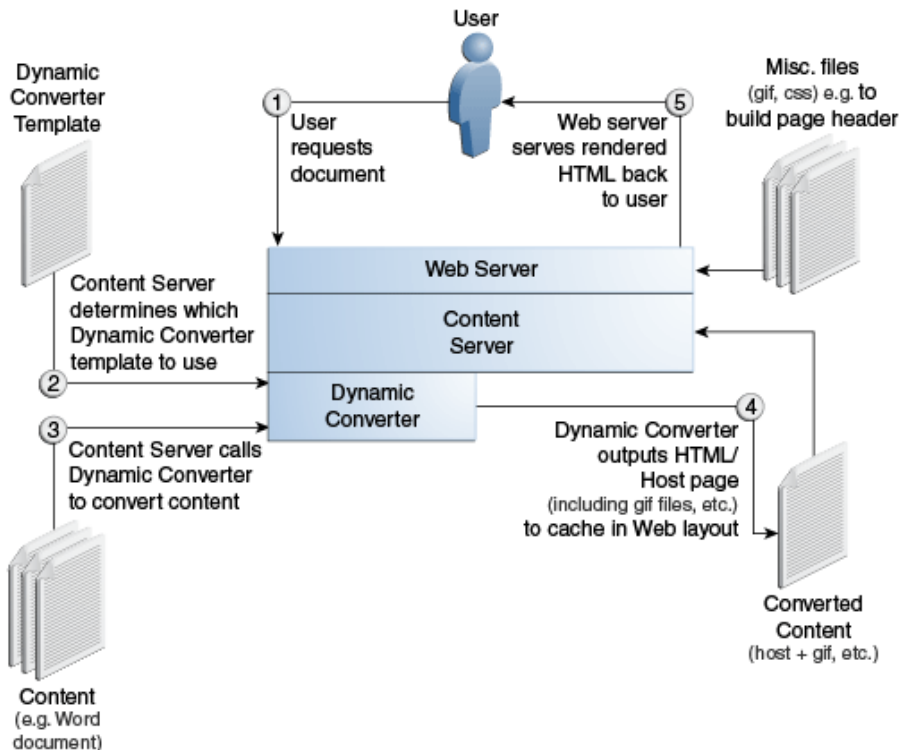 User
Dynamic
Converter
Template
1
User
requests
document
5
Web server
serves rendered
HTML back
to user
Misc. files
(gif, css) e.g. to
build page header
Web Server
Content
Server
Dynamic
Converter
Content Server
determines which
Dynamic Converter
template to use
2
3
Content Server calls
Dynamic Converter
to convert content
4
Dynamic Converter
outputs HTML/
Host page
(including gif files, etc.)
to cache in Web layout
Content
(e.g. Word
document)
Converted
Content
(host + gif, etc.)